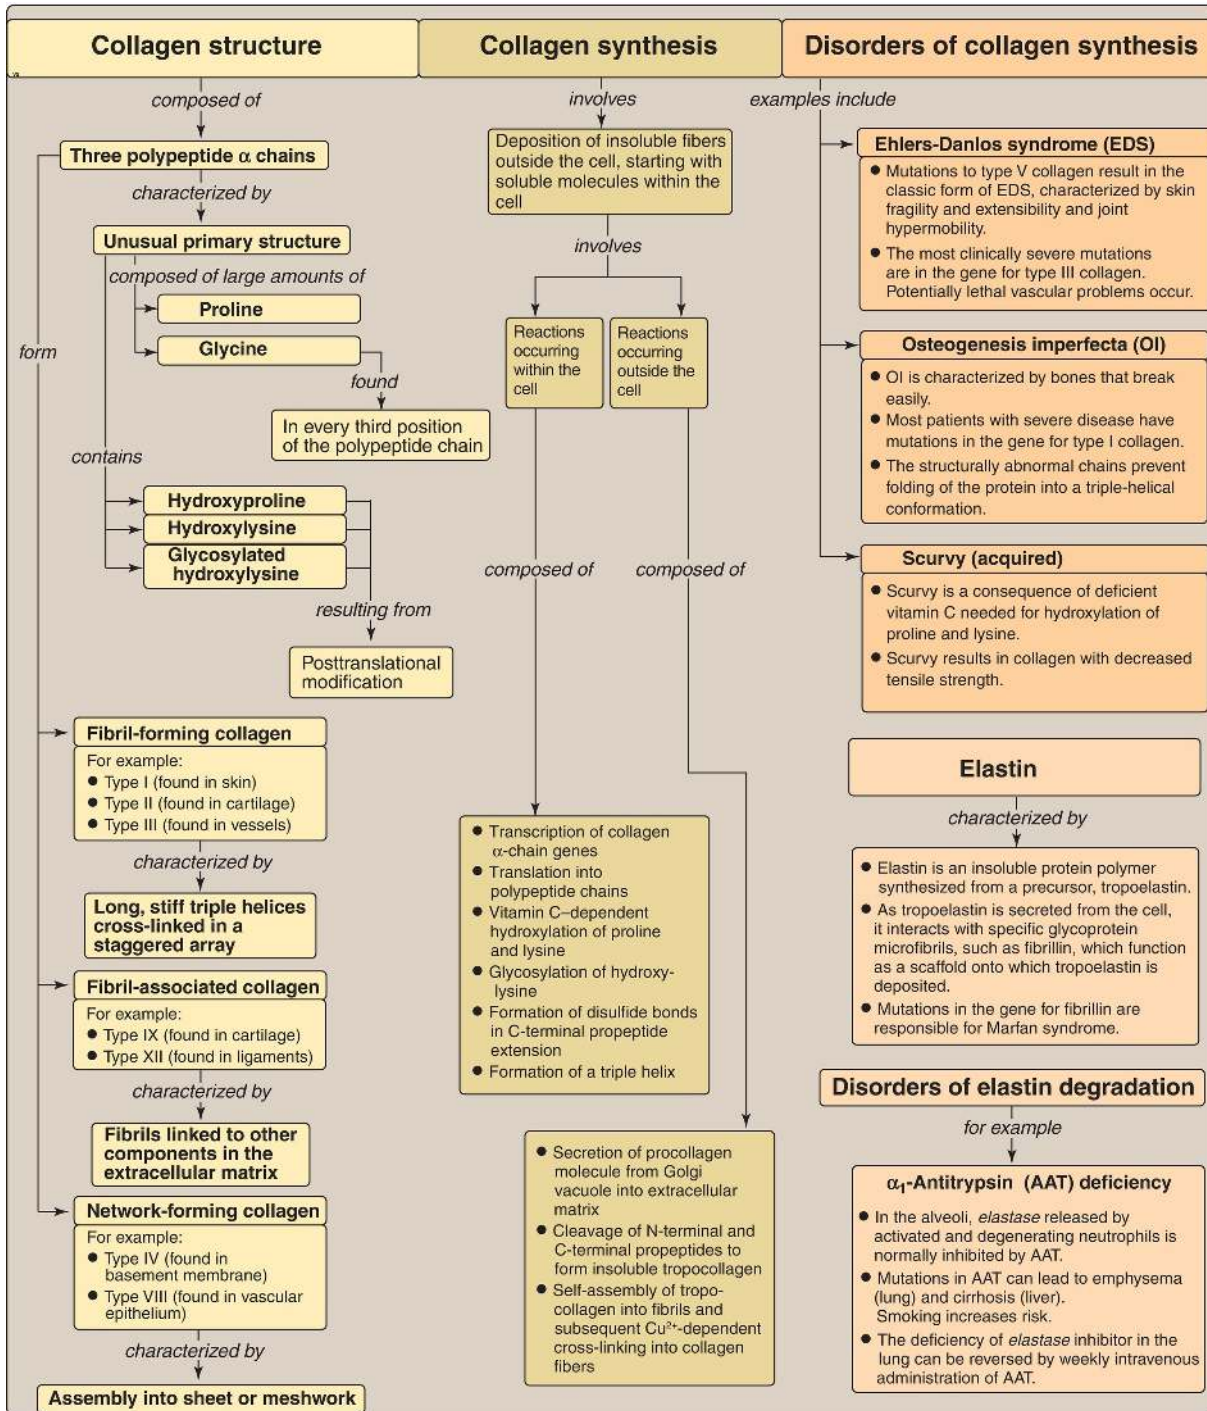 Collagen structure
composed of
Three polypeptide α chains
characterized by
Unusual primary structure
composed of large amounts of
Proline
Glycine
form
found
In every third position
of the polypeptide chain
contains
Hydroxyproline
Hydroxylysine
Glycosylated
hydroxylysine
resulting from
Posttranslational
modification
Fibril-forming collagen
For example:
● Type I (found in skin)
● Type II (found in cartilage)
● Type III (found in vessels)
characterized by
Long, stiff triple helices
cross-linked in a
staggered array
Fibril-associated collagen
For example:
● Type IX (found in cartilage)
● Type XII (found in ligaments)
characterized by
Fibrils linked to other
components in the
extracellular matrix
Network-forming collagen
For example:
● Type IV (found in
basement membrane)
● Type VIII (found in vascular
epithelium)
characterized by
Assembly into sheet or meshwork
Collagen synthesis
involves
Deposition of insoluble fibers
outside the cell, starting with
soluble molecules within the
cell
involves
Reactions
occurring
within the
cell
Reactions
occurring
outside the
cell
composed of
composed of
● Transcription of collagen
α-chain genes
● Translation into
polypeptide chains
● Vitamin C–dependent
hydroxylation of proline
and lysine
● Glycosylation of hydroxy-
lysine
● Formation of disulfide bonds
in C-terminal propeptide
extension
● Formation of a triple helix
● Secretion of procollagen
molecule from Golgi
vacuole into extracellular
matrix
● Cleavage of N-terminal and
C-terminal propeptides to
form insoluble tropocollagen
● Self-assembly of tropo-
collagen into fibrils and
subsequent Cu²⁺-dependent
cross-linking into collagen
fibers
Disorders of collagen synthesis
examples include
Ehlers-Danlos syndrome (EDS)
● Mutations to type V collagen result in the
classic form of EDS, characterized by skin
fragility and extensibility and joint
hypermobility.
● The most clinically severe mutations
are in the gene for type III collagen.
Potentially lethal vascular problems occur.
Osteogenesis imperfecta (OI)
● OI is characterized by bones that break
easily.
● Most patients with severe disease have
mutations in the gene for type I collagen.
● The structurally abnormal chains prevent
folding of the protein into a triple-helical
conformation.
Scurvy (acquired)
● Scurvy is a consequence of deficient
vitamin C needed for hydroxylation of
proline and lysine.
● Scurvy results in collagen with decreased
tensile strength.
Elastin
characterized by
● Elastin is an insoluble protein polymer
synthesized from a precursor, tropoelastin.
● As tropoelastin is secreted from the cell,
it interacts with specific glycoprotein
microfibrils, such as fibrillin, which function
as a scaffold onto which tropoelastin is
deposited.
● Mutations in the gene for fibrillin are
responsible for Marfan syndrome.
Disorders of elastin degradation
for example
α₁-Antitrypsin (AAT) deficiency
● In the alveoli, elastase released by
activated and degenerating neutrophils is
normally inhibited by AAT.
● Mutations in AAT can lead to emphysema
(lung) and cirrhosis (liver).
Smoking increases risk.
● The deficiency of elastase inhibitor in the
lung can be reversed by weekly intravenous
administration of AAT.